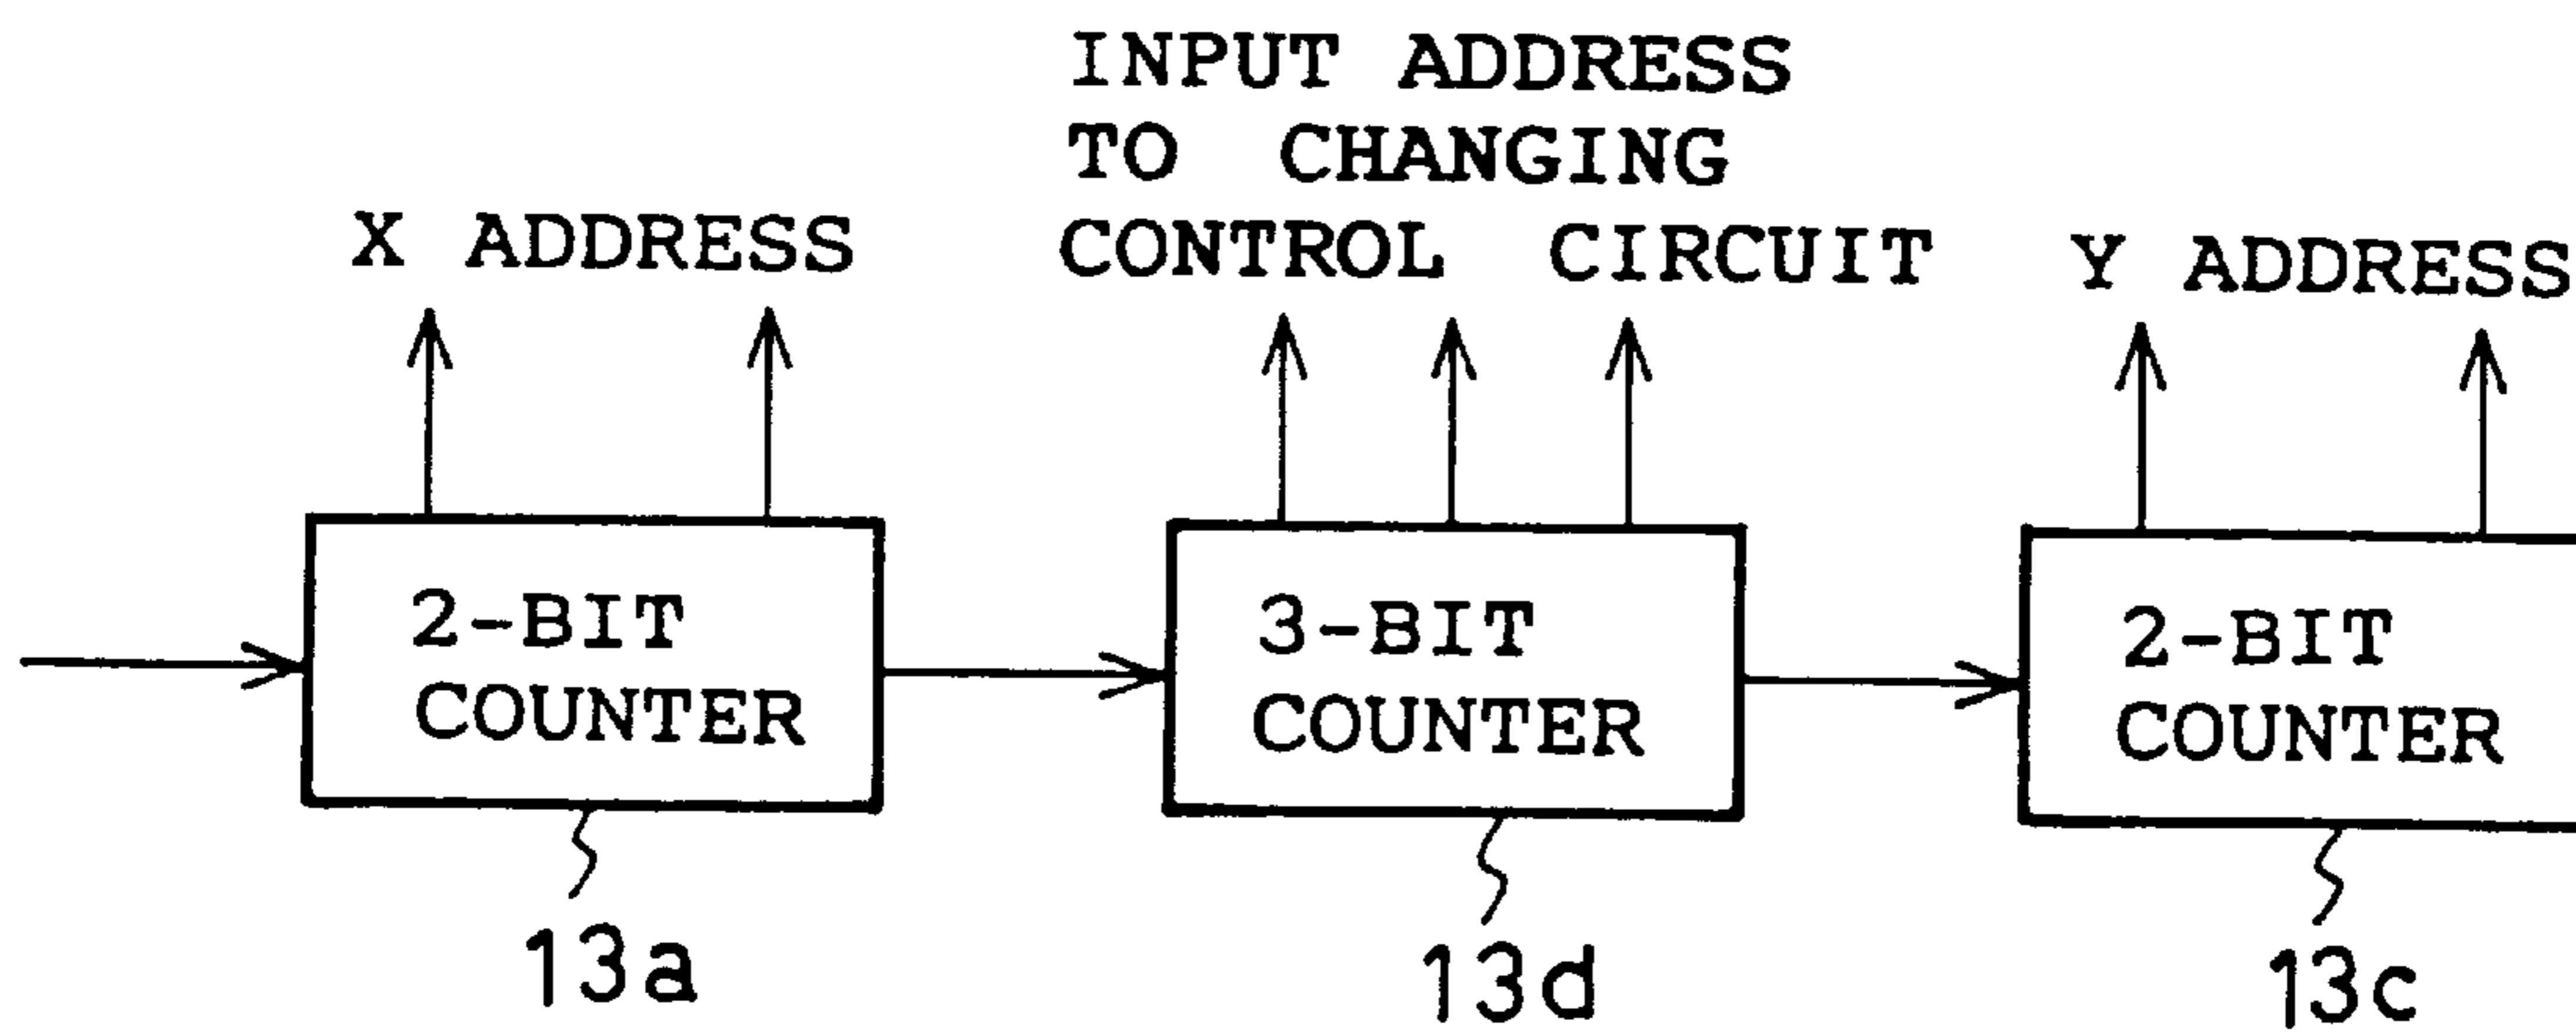 INPUT ADDRESS
TO CHANGING
CONTROL CIRCUIT
X ADDRESS
Y ADDRESS
2-BIT
COUNTER
3-BIT
COUNTER
2-BIT
COUNTER
13a
13d
13c